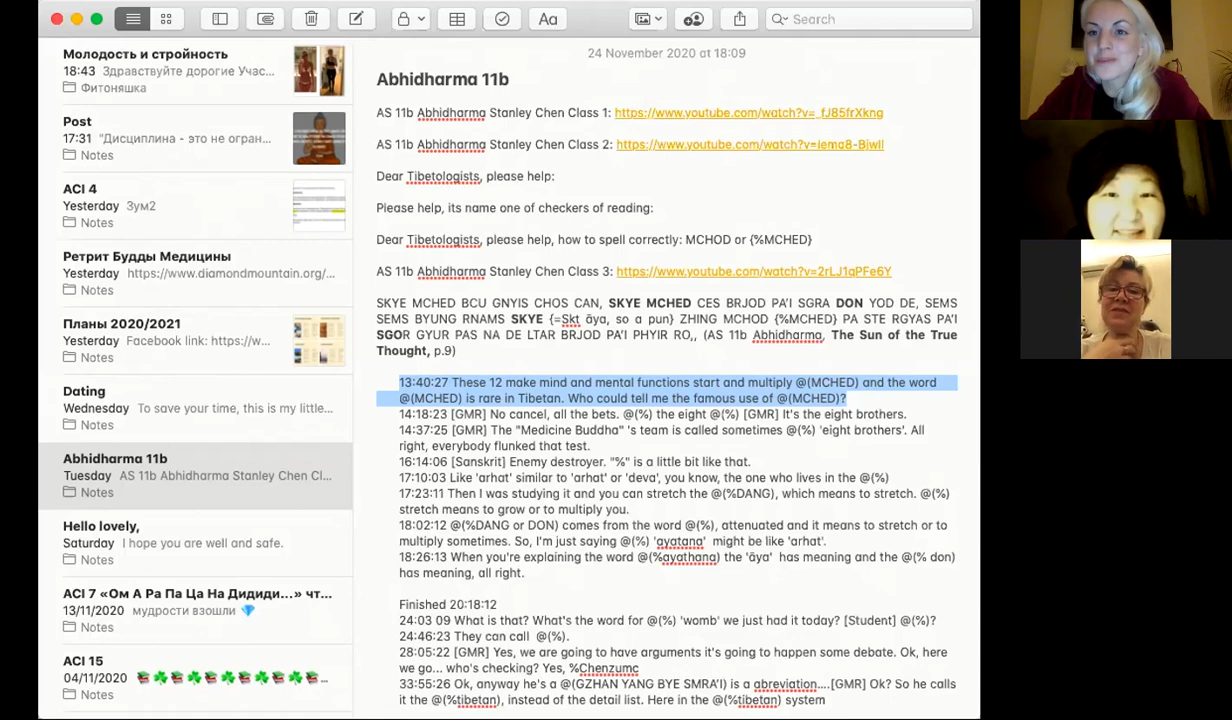 Search
Молодость и стройность
18:43 Здравствуйте дорогие Учас...
Фитоняшка
Post
17:31 "Дисциплина - это не огран...
Notes
ACI 4
Yesterday Зум2
Notes
Ретрит Будды Медицины
Yesterday https://www.diamondmountain.org/...
Notes
Планы 2020/2021
Yesterday Facebook link: https://w...
Notes
Dating
Wednesday To serve your time, this is my little...
Notes
Abhidharma 11b
Tuesday AS 11b Abhidharma Stanley Chen Cl...
Notes
Hello lovely,
Saturday I hope you are well and safe.
Notes
ACI 7 «Ом А Ра Па Ца На Дидиди...» чт...
13/11/2020 мудрости взошли 💎
Notes
ACI 15
04/11/2020 📚☘️📚☘️📚☘️📚☘️📚☘️📚☘️📚...
Notes
24 November 2020 at 18:09
Abhidharma 11b
AS 11b Abhidharma Stanley Chen Class 1: https://www.youtube.com/watch?v=_fJ85frXkng
AS 11b Abhidharma Stanley Chen Class 2: https://www.youtube.com/watch?v=iema8-BjwlI
Dear Tibetologists, please help:
Please help, its name one of checkers of reading:
Dear Tibetologists, please help, how to spell correctly: MCHOD or {%MCHED}
AS 11b Abhidharma Stanley Chen Class 3: https://www.youtube.com/watch?v=2rLJ1qPFe6Y
SKYE MCHED BCU GNYIS CHOS CAN, SKYE MCHED CES BRJOD PA'I SGRA DON YOD DE, SEMS
SEMS BYUNG RNAMS SKYE {=Skt āya, so a pun} ZHING MCHOD {%MCHED} PA STE RGYAS PA'I
SGOR GYUR PAS NA DE LTAR BRJOD PA'I PHYIR RO,, (AS 11b Abhidharma, The Sun of the True
Thought, p.9)
13:40:27 These 12 make mind and mental functions start and multiply @(MCHED) and the word
@(MCHED) is rare in Tibetan. Who could tell me the famous use of @(MCHED)?
14:18:23 [GMR] No cancel, all the bets. @(%) the eight @(%) [GMR] It's the eight brothers.
14:37:25 [GMR] The "Medicine Buddha" 's team is called sometimes @(%) 'eight brothers'. All
right, everybody flunked that test.
16:14:06 [Sanskrit] Enemy destroyer. "%" is a little bit like that.
17:10:03 Like 'arhat' similar to 'arhat' or 'deva', you know, the one who lives in the @(%)
17:23:11 Then I was studying it and you can stretch the @(%DANG), which means to stretch. @(%)
stretch means to grow or to multiply you.
18:02:12 @(%DANG or DON) comes from the word @(%), attenuated and it means to stretch or to
multiply sometimes. So, I'm just saying @(%) 'ayatana' might be like 'arhat'.
18:26:13 When you're explaining the word @(%ayathana) the 'āya' has meaning and the @(% don)
has meaning, all right.
Finished 20:18:12
24:03 09 What is that? What's the word for @(%) 'womb' we just had it today? [Student] @(%)?
24:46:23 They can call @(%).
28:05:22 [GMR] Yes, we are going to have arguments it's going to happen some debate. Ok, here
we go... who's checking? Yes, %Chenzumc
33:55:26 Ok, anyway he's a @(GZHAN YANG BYE SMRA'I) is a abreviation....[GMR] Ok? So he calls
it the @(%tibetan), instead of the detail list. Here in the @(%tibetan) system